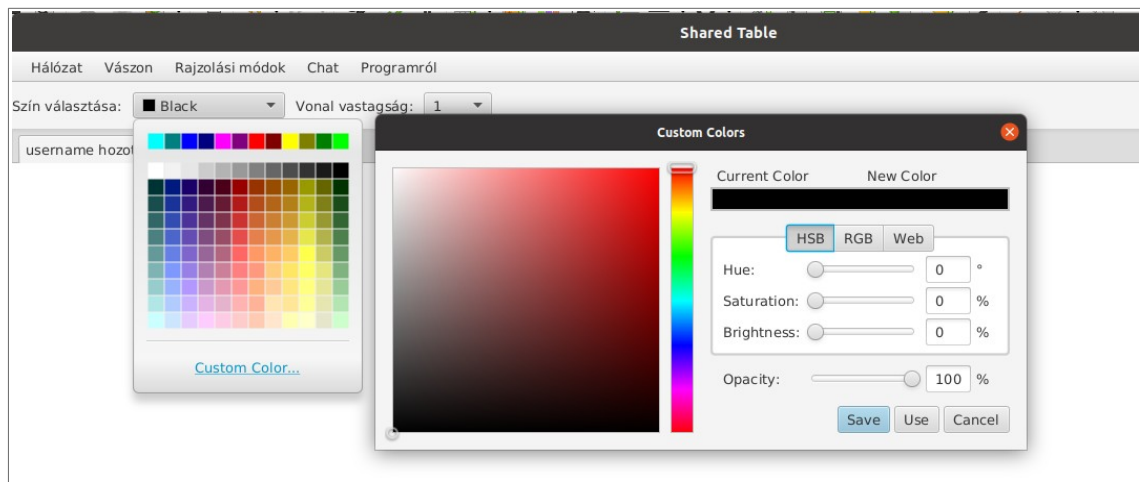 Shared Table
Hálózat Vászon Rajzolási módok Chat Programról
Szín választása: Black Vonal vastagság: 1
username hozot
Custom Color...
Custom Colors
Current Color New Color
HSB RGB Web
Hue: 0 °
Saturation: 0 %
Brightness: 0 %
Opacity: 100 %
Save Use Cancel